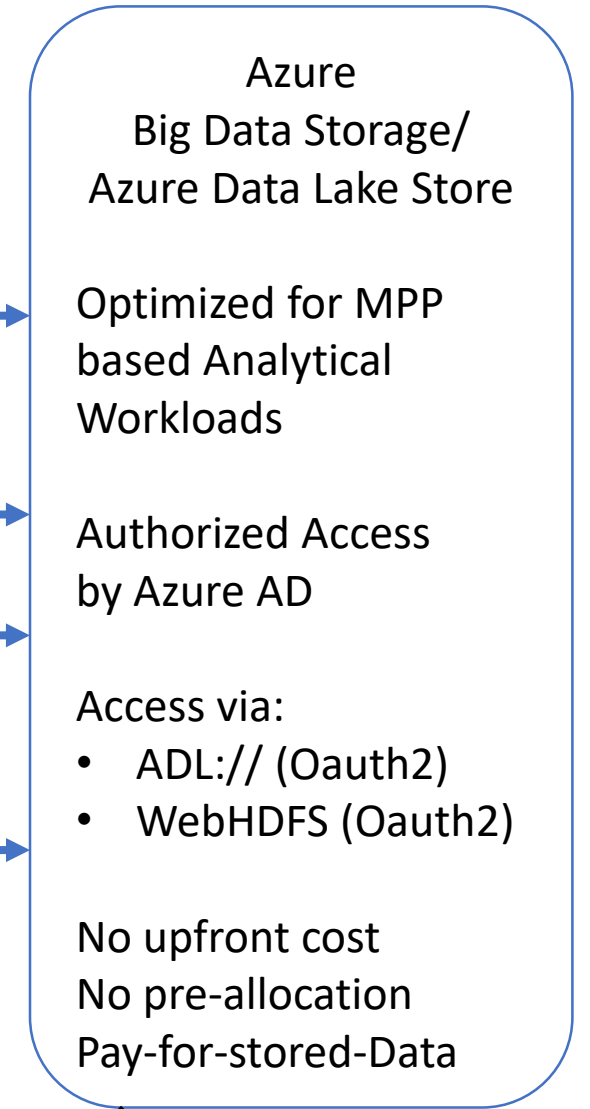 Azure
Big Data Storage/
Azure Data Lake Store
Optimized for MPP
based Analytical
Workloads
Authorized Access
by Azure AD
Access via:
• ADL:// (Oauth2)
• WebHDFS (Oauth2)
No upfront cost
No pre-allocation
Pay-for-stored-Data